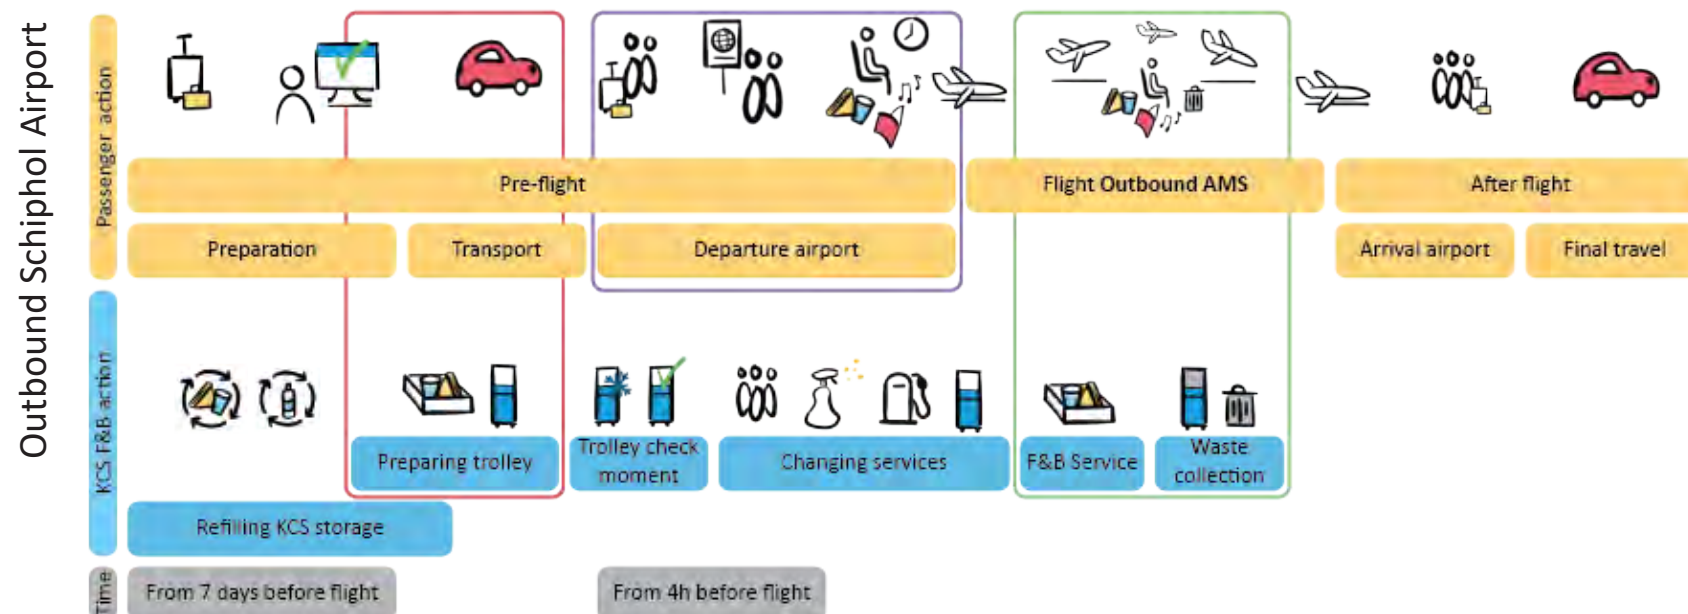 Outbound Schiphol Airport
Passenger action
Pre-flight
Flight Outbound AMS
After flight
Preparation
Transport
Departure airport
Arrival airport
Final travel
KCS F&B action
Preparing trolley
Trolley check
moment
Changing services
F&B Service
Waste
collection
Refilling KCS storage
Time
From 7 days before flight
From 4h before flight